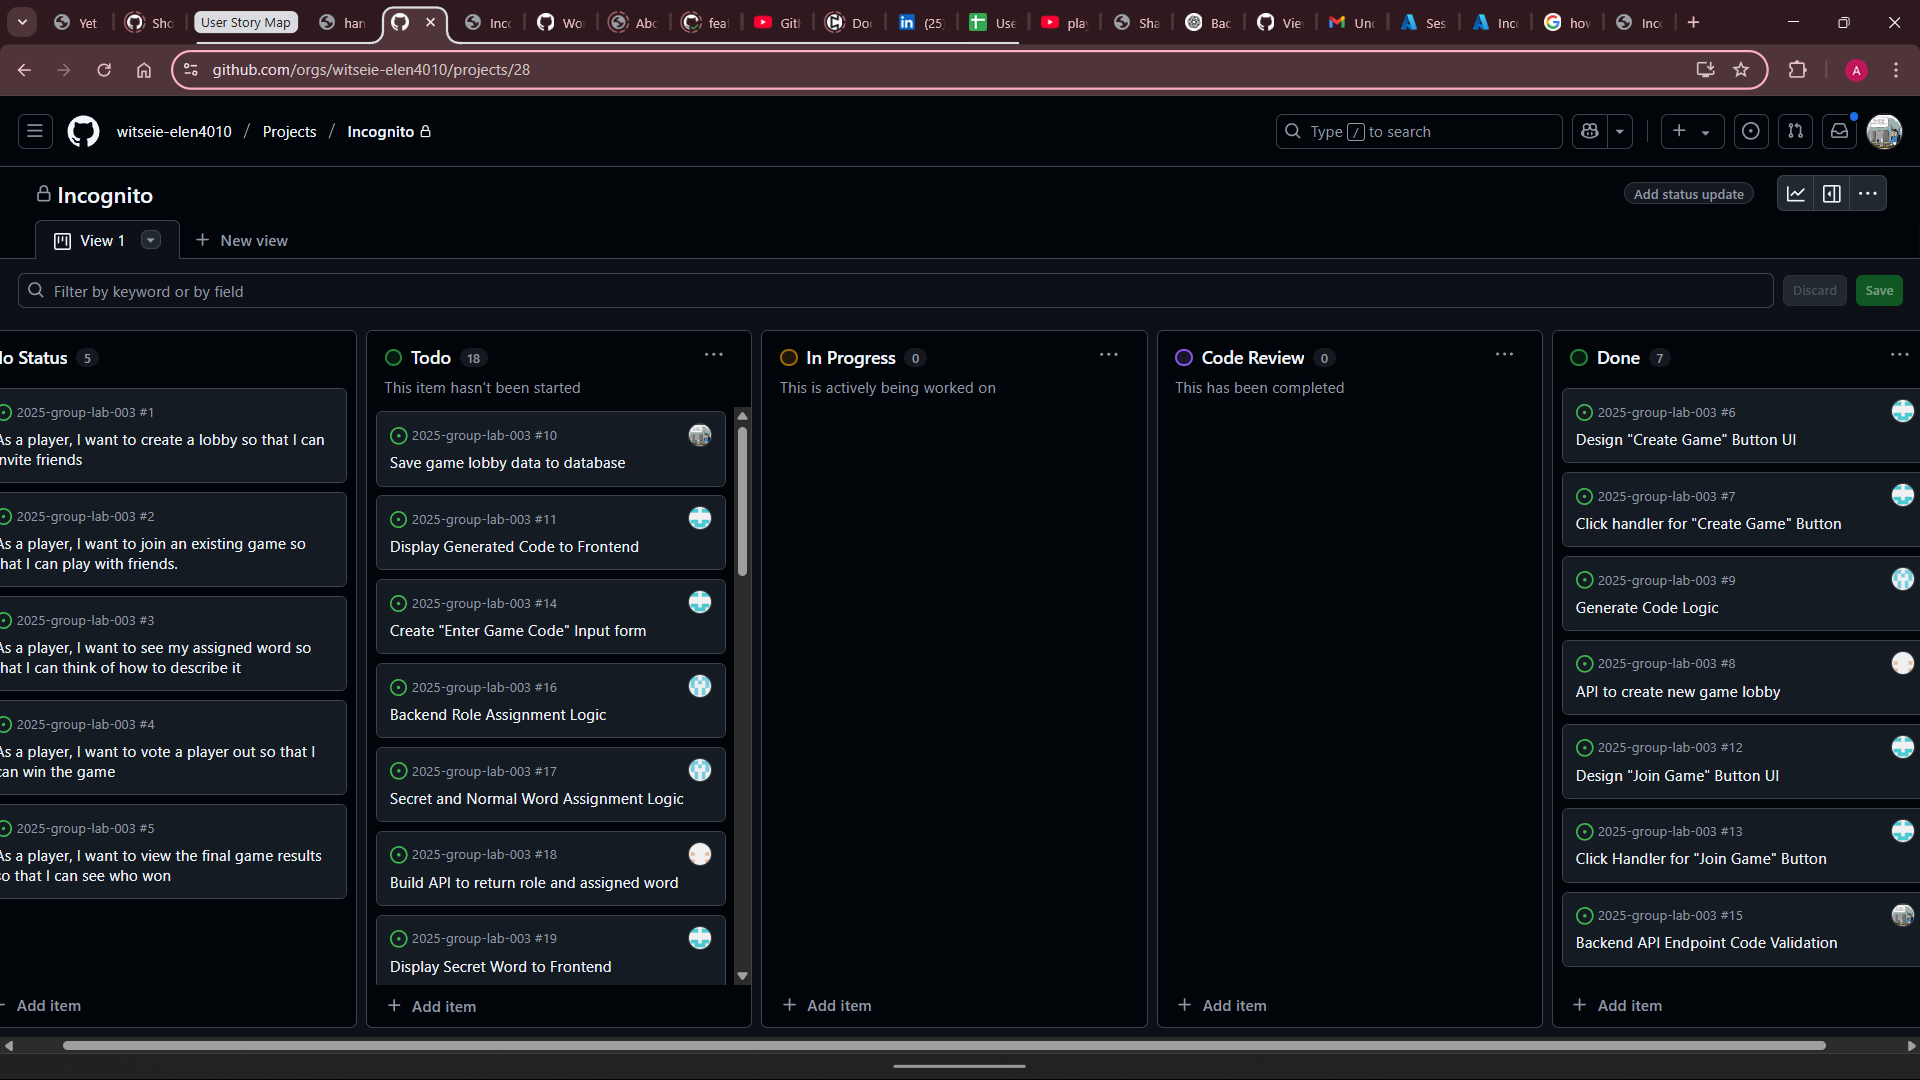 Yet
Sho
User Story Map
han
Inco
Wo
Abo
feat
Git
Doc
(25)
Use
play
Sha
Bac
Vie
Unc
Ses
Inco
how
Inco
github.com/orgs/witseie-elen4010/projects/28
A
witseie-elen4010 / Projects / Incognito
Type / to search
Incognito
Add status update
View 1
New view
Filter by keyword or by field
Discard
Save
lo Status 5
2025-group-lab-003 #1
As a player, I want to create a lobby so that I can
nvite friends
2025-group-lab-003 #2
As a player, I want to join an existing game so
hat I can play with friends.
2025-group-lab-003 #3
As a player, I want to see my assigned word so
hat I can think of how to describe it
2025-group-lab-003 #4
As a player, I want to vote a player out so that I
can win the game
2025-group-lab-003 #5
As a player, I want to view the final game results
so that I can see who won
Add item
Todo 18
This item hasn't been started
2025-group-lab-003 #10
Save game lobby data to database
2025-group-lab-003 #11
Display Generated Code to Frontend
2025-group-lab-003 #14
Create "Enter Game Code" Input form
2025-group-lab-003 #16
Backend Role Assignment Logic
2025-group-lab-003 #17
Secret and Normal Word Assignment Logic
2025-group-lab-003 #18
Build API to return role and assigned word
2025-group-lab-003 #19
Display Secret Word to Frontend
Add item
In Progress 0
This is actively being worked on
Add item
Code Review 0
This has been completed
Add item
Done 7
2025-group-lab-003 #6
Design "Create Game" Button UI
2025-group-lab-003 #7
Click handler for "Create Game" Button
2025-group-lab-003 #9
Generate Code Logic
2025-group-lab-003 #8
API to create new game lobby
2025-group-lab-003 #12
Design "Join Game" Button UI
2025-group-lab-003 #13
Click Handler for "Join Game" Button
2025-group-lab-003 #15
Backend API Endpoint Code Validation
Add item